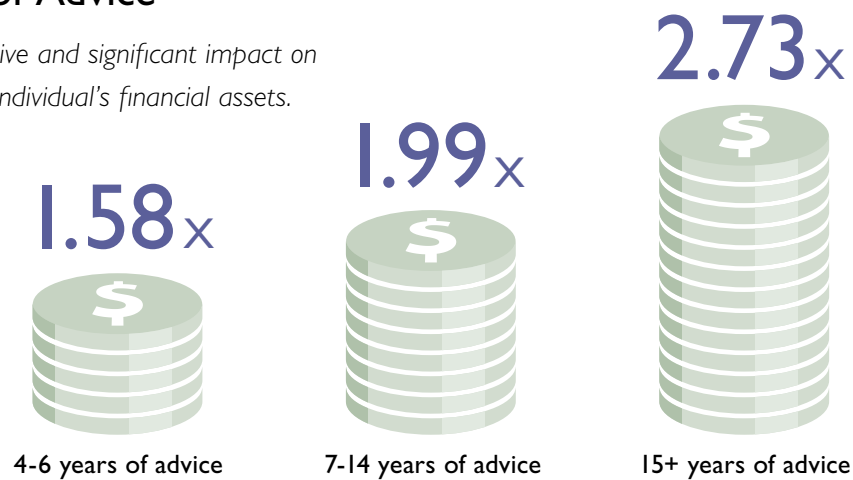 of Advice
ive and significant impact on
ndividual's financial assets.
1.58x
1.99x
2.73x
$
$
$
4-6 years of advice
7-14 years of advice
15+ years of advice